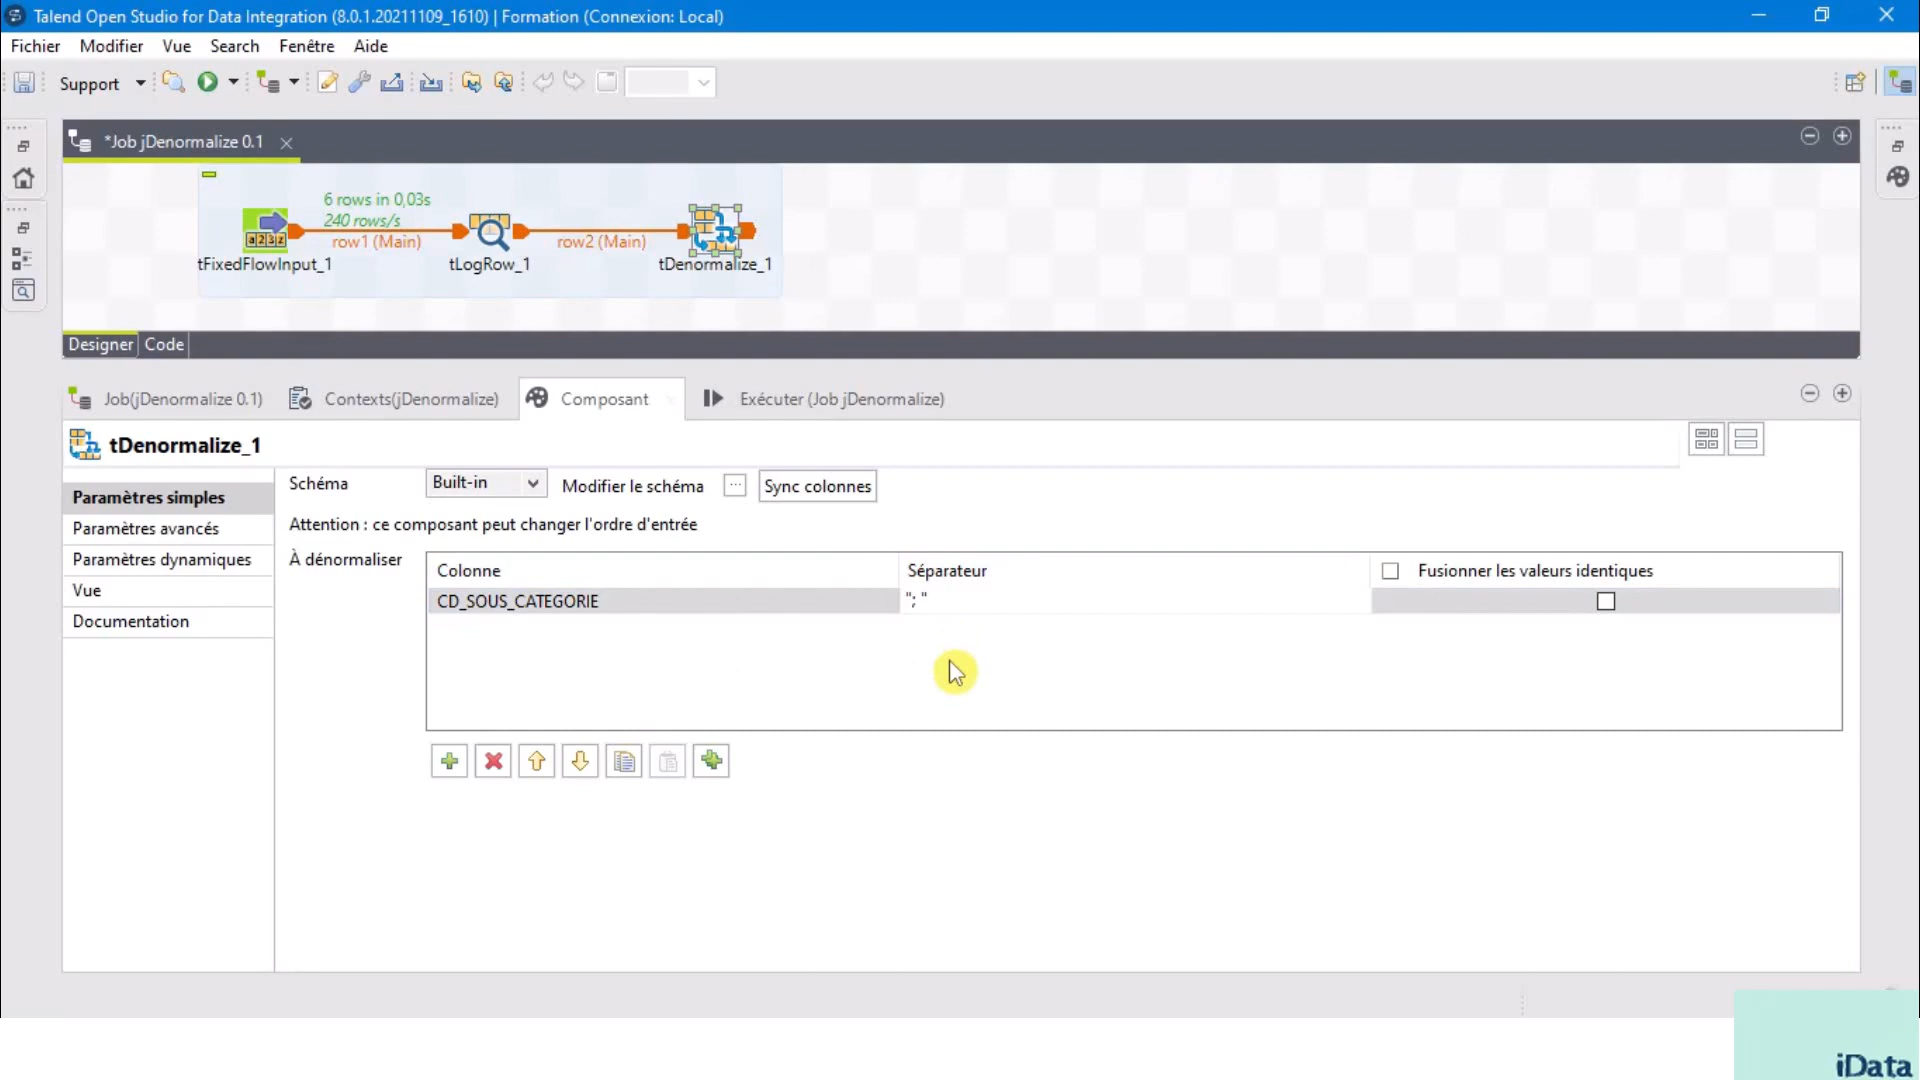 Talend Open Studio for Data Integration (8.0.1.20211109_1610) | Formation (Connexion: Local)
Fichier Modifier Vue Search Fenêtre Aide
Support
*Job jDenormalize 0.1
6 rows in 0,03s
240 rows/s
row1 (Main) row2 (Main)
tFixedFlowInput_1 tLogRow_1 tDenormalize_1
Designer Code
Job(jDenormalize 0.1) Contexts(jDenormalize) Composant Exécuter (Job jDenormalize)
tDenormalize_1
Paramètres simples
Paramètres avancés
Paramètres dynamiques
Vue
Documentation
Schéma Built-in Modifier le schéma ... Sync colonnes
Attention : ce composant peut changer l'ordre d'entrée
À dénormaliser
Colonne Séparateur Fusionner les valeurs identiques
CD_SOUS_CATEGORIE "; "
iData